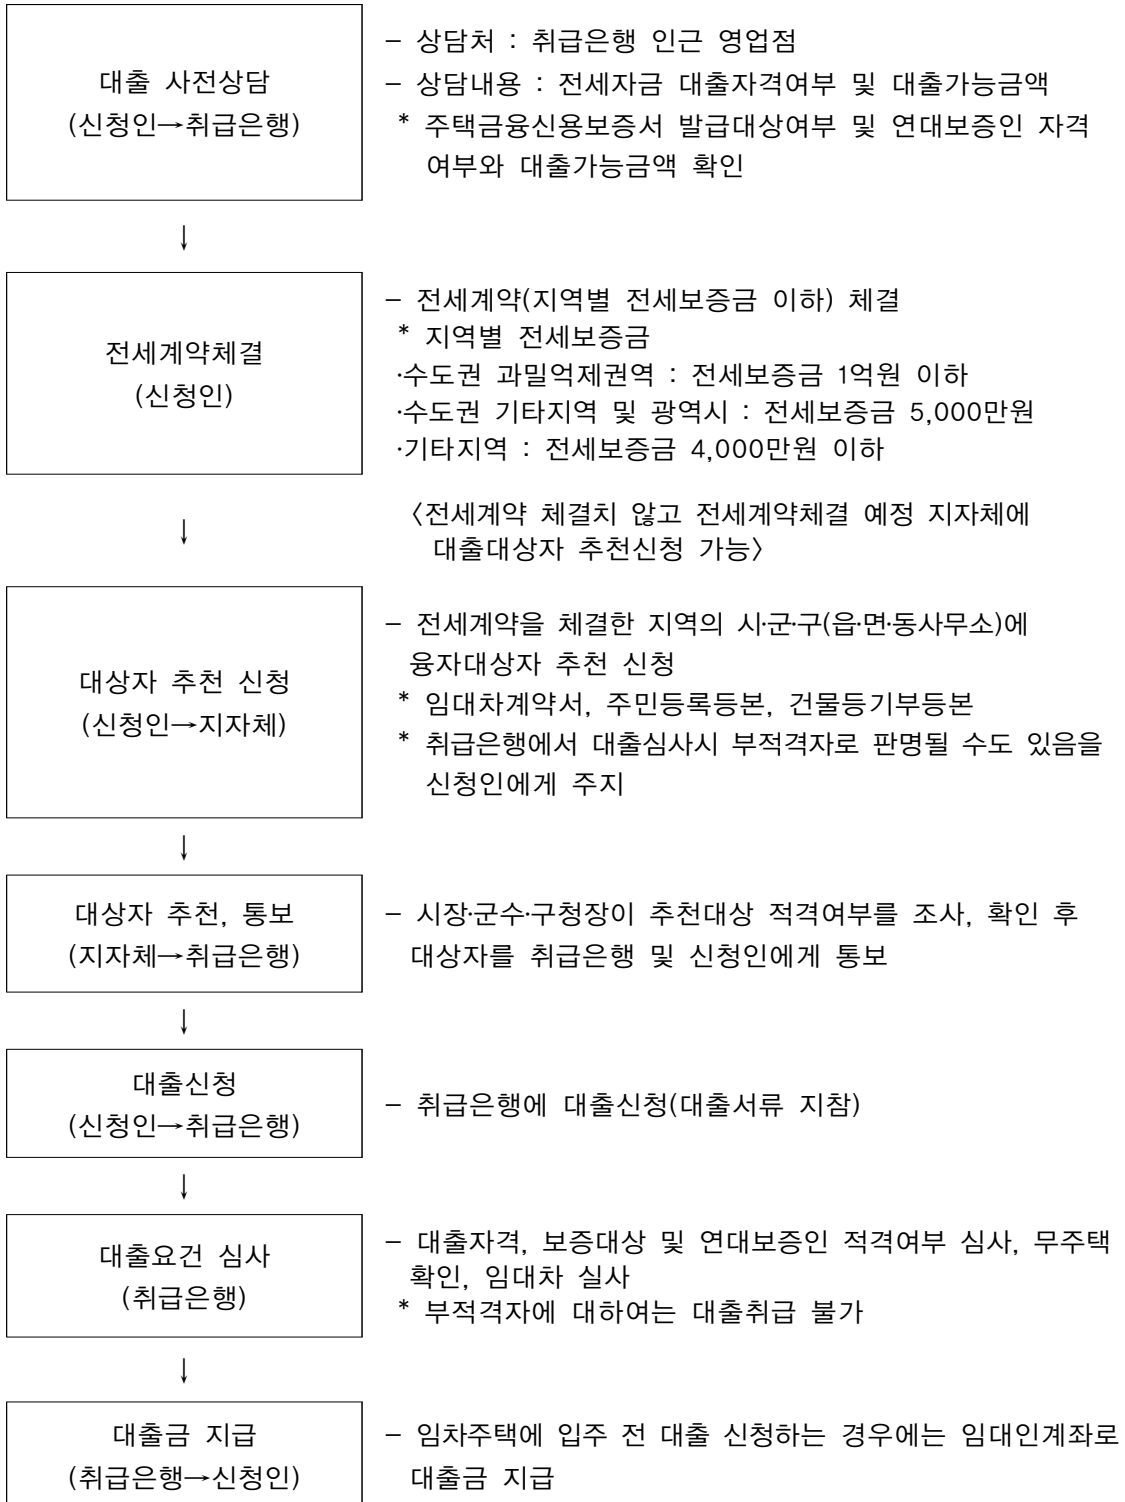 대출 사전상담
(신청인→취급은행)
- 상담처 : 취급은행 인근 영업점
- 상담내용 : 전세자금 대출자격여부 및 대출가능금액
* 주택금융신용보증서 발급대상여부 및 연대보증인 자격
여부와 대출가능금액 확인
↓
전세계약체결
(신청인)
- 전세계약(지역별 전세보증금 이하) 체결
* 지역별 전세보증금
·수도권 과밀억제권역 : 전세보증금 1억원 이하
·수도권 기타지역 및 광역시 : 전세보증금 5,000만원
·기타지역 : 전세보증금 4,000만원 이하
↓
〈전세계약 체결치 않고 전세계약체결 예정 지자체에
대출대상자 추천신청 가능〉
대상자 추천 신청
(신청인→지자체)
- 전세계약을 체결한 지역의 시·군·구(읍·면·동사무소)에
융자대상자 추천 신청
* 임대차계약서, 주민등록등본, 건물등기부등본
* 취급은행에서 대출심사시 부적격자로 판명될 수도 있음을
신청인에게 주지
↓
대상자 추천, 통보
(지자체→취급은행)
- 시장·군수·구청장이 추천대상 적격여부를 조사, 확인 후
대상자를 취급은행 및 신청인에게 통보
↓
대출신청
(신청인→취급은행)
- 취급은행에 대출신청(대출서류 지참)
↓
대출요건 심사
(취급은행)
- 대출자격, 보증대상 및 연대보증인 적격여부 심사, 무주택
확인, 임대차 실사
* 부적격자에 대하여는 대출취급 불가
↓
대출금 지급
(취급은행→신청인)
- 임차주택에 입주 전 대출 신청하는 경우에는 임대인계좌로
대출금 지급